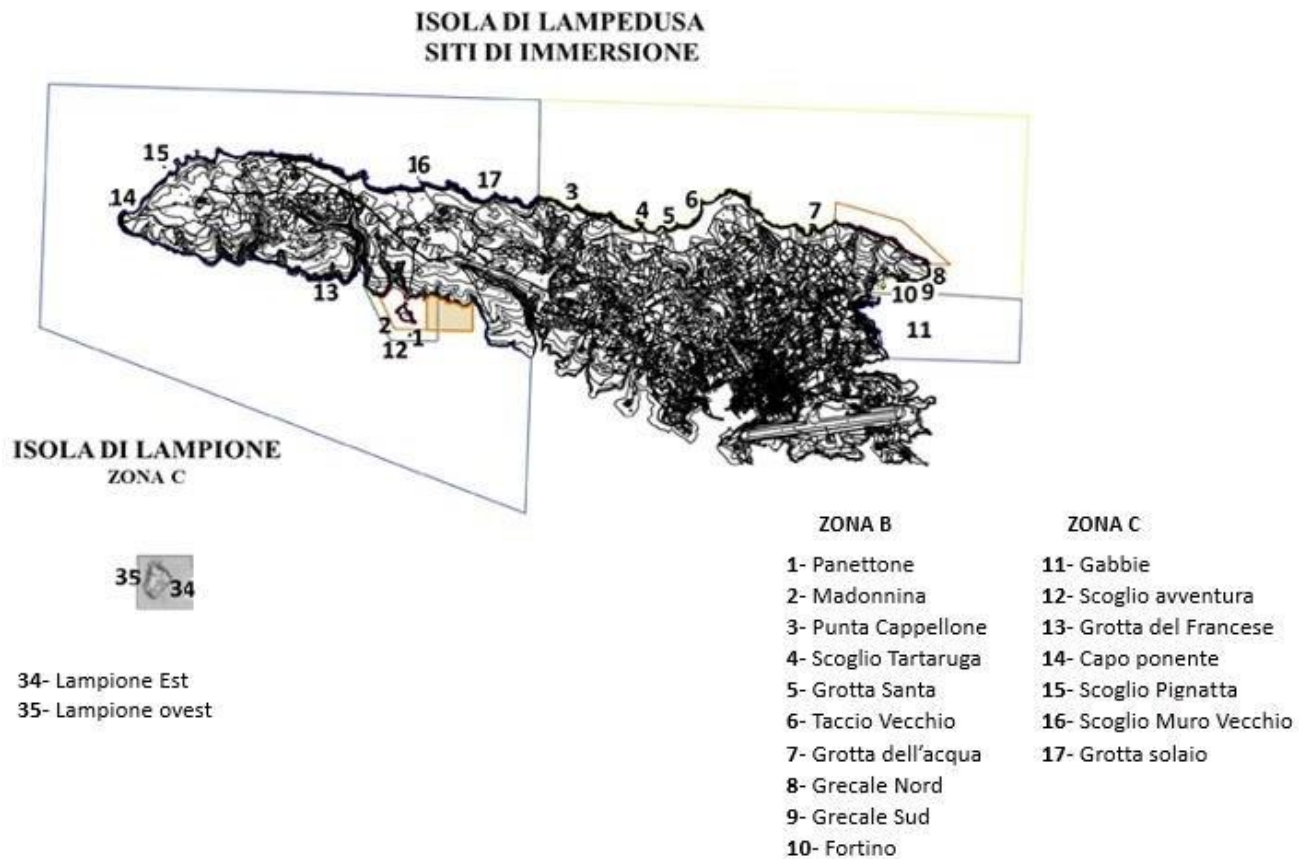 ISOLA DI LAMPEDUSA
SITI DI IMMERSIONE
15
16
14
17
3
4
5
6
7
8
10
9
13
2
1
12
11
ISOLA DI LAMPIONE
ZONA C
35
34
34- Lampione Est
35- Lampione ovest
ZONA B
1- Panettone
2- Madonnina
3- Punta Cappellone
4- Scoglio Tartaruga
5- Grotta Santa
6- Taccio Vecchio
7- Grotta dell'acqua
8- Grecale Nord
9- Grecale Sud
10- Fortino
ZONA C
11- Gabbie
12- Scoglio avventura
13- Grotta del Francese
14- Capo ponente
15- Scoglio Pignatta
16- Scoglio Muro Vecchio
17- Grotta solaio